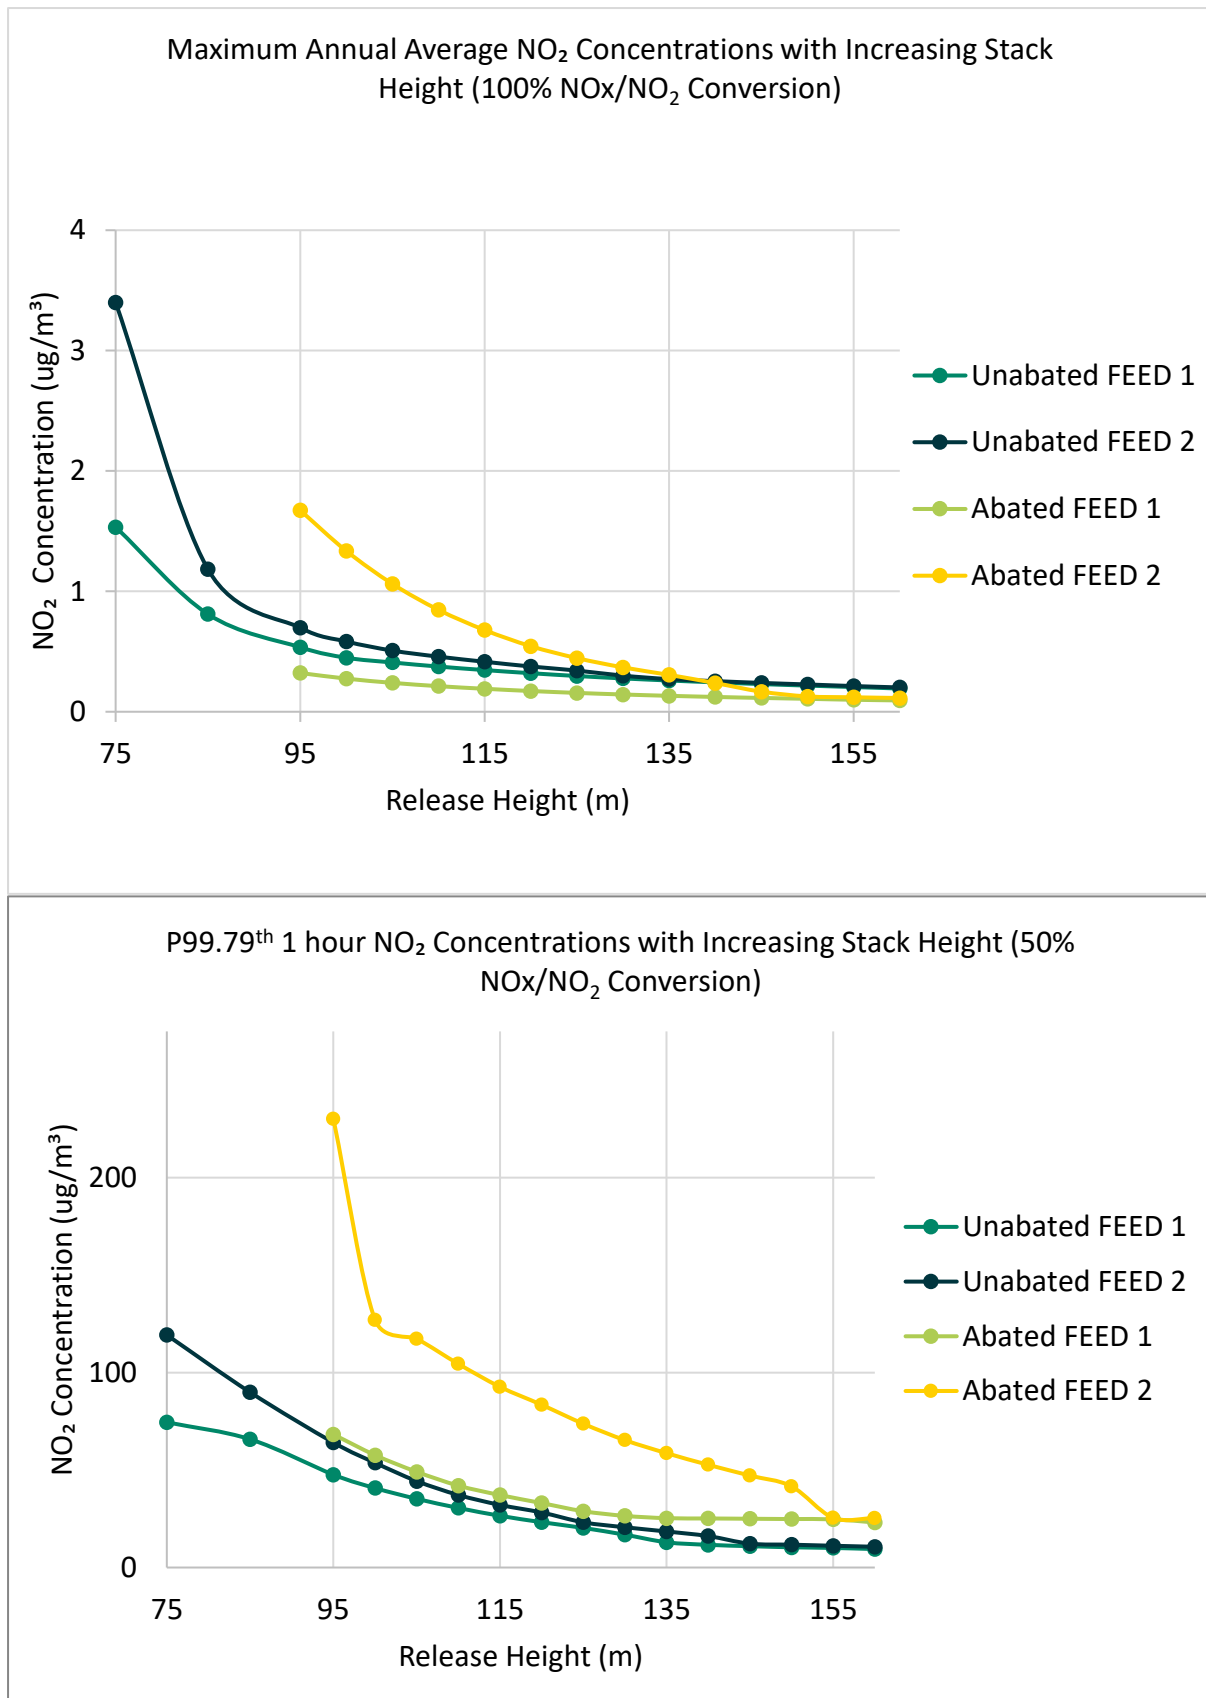 Maximum Annual Average NO₂ Concentrations with Increasing Stack
Height (100% NOx/NO₂ Conversion)
4
3
2
1
0
NO₂ Concentration (ug/m³)
75 95 115 135 155
Release Height (m)
Unabated FEED 1
Unabated FEED 2
Abated FEED 1
Abated FEED 2
P99.79ᵗʰ 1 hour NO₂ Concentrations with Increasing Stack Height (50%
NOx/NO₂ Conversion)
200
100
0
NO₂ Concentration (ug/m³)
75 95 115 135 155
Release Height (m)
Unabated FEED 1
Unabated FEED 2
Abated FEED 1
Abated FEED 2